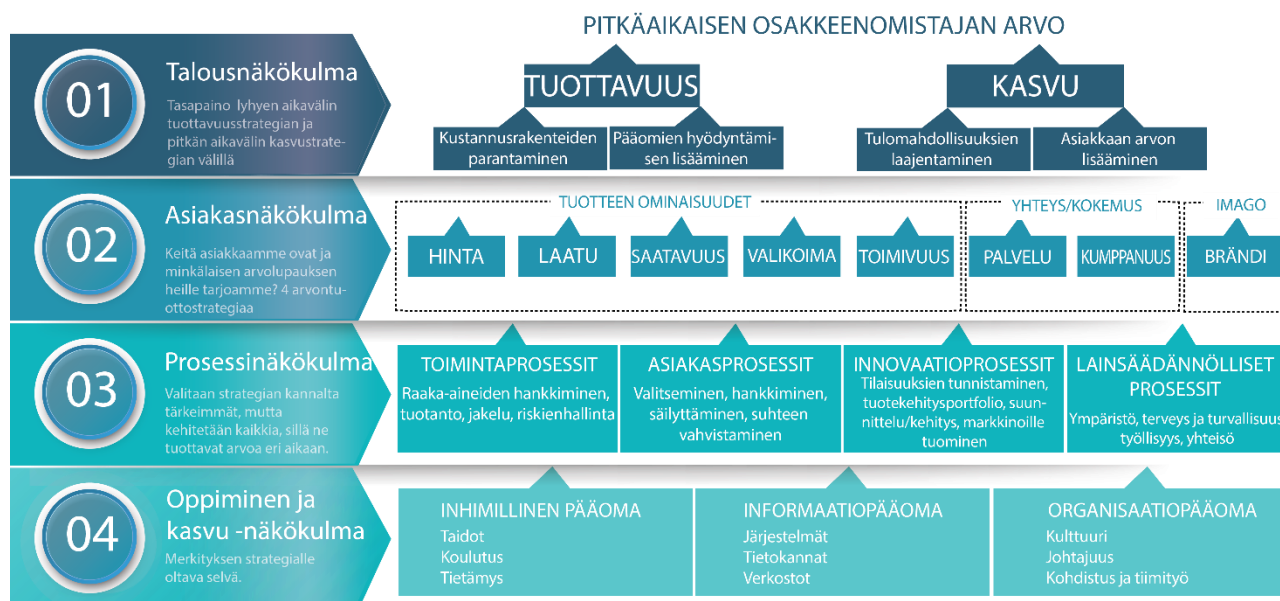 PITKÄAIKAISEN OSAKKEENOMISTAJAN ARVO
01
Talousnäkökulma
Tasapaino lyhyen aikavälin
tuottavuusstrategian ja
pitkän aikavälin kasvustrate-
gian välillä
TUOTTAVUUS
KASVU
Kustannusrakenteiden
parantaminen
Pääomien hyödyntämi-
sen lisääminen
Tulomahdollisuuksien
laajentaminen
Asiakkaan arvon
lisääminen
02
Asiakasnäkökulma
Keitä asiakkaamme ovat ja
minkälaisen arvolupauksen
heille tarjoamme? 4 arvontu-
ottostrategiaa
TUOTTEEN OMINAISUUDET
YHTEYS/KOKEMUS
IMAGO
HINTA
LAATU
SAATAVUUS
VALIKOIMA
TOIMIVUUS
PALVELU
KUMPPANUUS
BRÄNDI
03
Prosessinäkökulma
Valitaan strategian kannalta
tärkeimmät, mutta
kehitetään kaikkia, sillä ne
tuottavat arvoa eri aikaan.
TOIMINTAPROSESSIT
Raaka-aineiden hankkiminen,
tuotanto, jakelu, riskienhallinta
ASIAKASPROSESSIT
Valitseminen, hankkiminen,
säilyttäminen, suhteen
vahvistaminen
INNOVAATIOPROSESSIT
Tilaisuuksien tunnistaminen,
tuotekehitysportfolio, suun-
nittelu/kehitys, markkinoille
tuominen
LAINSÄÄDÄNNÖLLISET
PROSESSIT
Ympäristö, terveys ja turvallisuus
työllisyys, yhteisö
04
Oppiminen ja
kasvu -näkökulma
Merkityksen strategialle
oltava selvä.
INHIMILLINEN PÄÄOMA
Taidot
Koulutus
Tietämys
INFORMAATIOPÄÄOMA
Järjestelmät
Tietokannat
Verkostot
ORGANISAATIOPÄÄOMA
Kulttuuri
Johtajuus
Kohdistus ja tiimityö